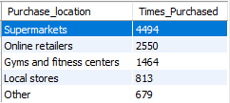 Purchase_location Times_Purchased
Supermarkets 4494
Online retailers 2550
Gyms and fitness centers 1464
Local stores 813
Other 679